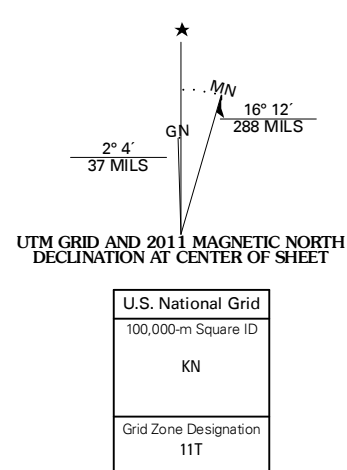 MN
16° 12´
288 MILS
GN
2° 4´
37 MILS
UTM GRID AND 2011 MAGNETIC NORTH
DECLINATION AT CENTER OF SHEET
U.S. National Grid
100,000-m Square ID
KN
Grid Zone Designation
11T